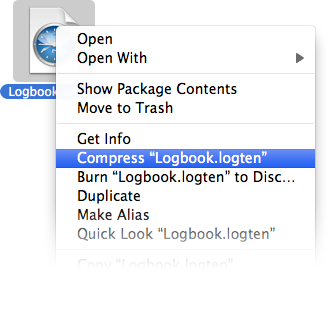 Logbook
Open
Open With
Show Package Contents
Move to Trash
Get Info
Compress “Logbook.logten”
Burn “Logbook.logten” to Disc...
Duplicate
Make Alias
Quick Look “Logbook.logten”
Copy “Logbook.logten”